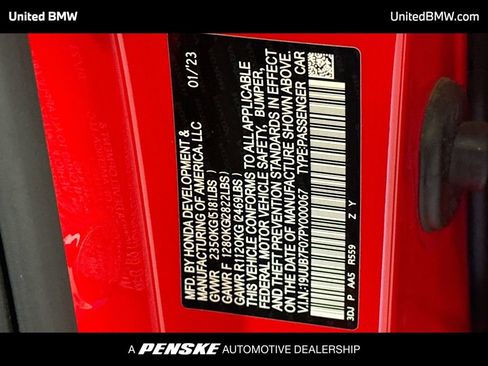 United BMW
UnitedBMW.com
MFD. BY HONDA DEVELOPMENT &
MANUFACTURING OF AMERICA, LLC 01/'23
GVWR 2350KG(5181LBS)
GAWR F 1280KG(2822LBS)
GAWR R 1120KG(2469LBS)
THIS VEHICLE CONFORMS TO ALL APPLICABLE
FEDERAL MOTOR VEHICLE SAFETY, BUMPER,
AND THEFT PREVENTION STANDARDS IN EFFECT
ON THE DATE OF MANUFACTURE SHOWN ABOVE.
V.I.N.:19UUB7F07PY000067 TYPE:PASSENGER CAR
3DJ P AA5 R559 Z Y
A PENSKE AUTOMOTIVE DEALERSHIP